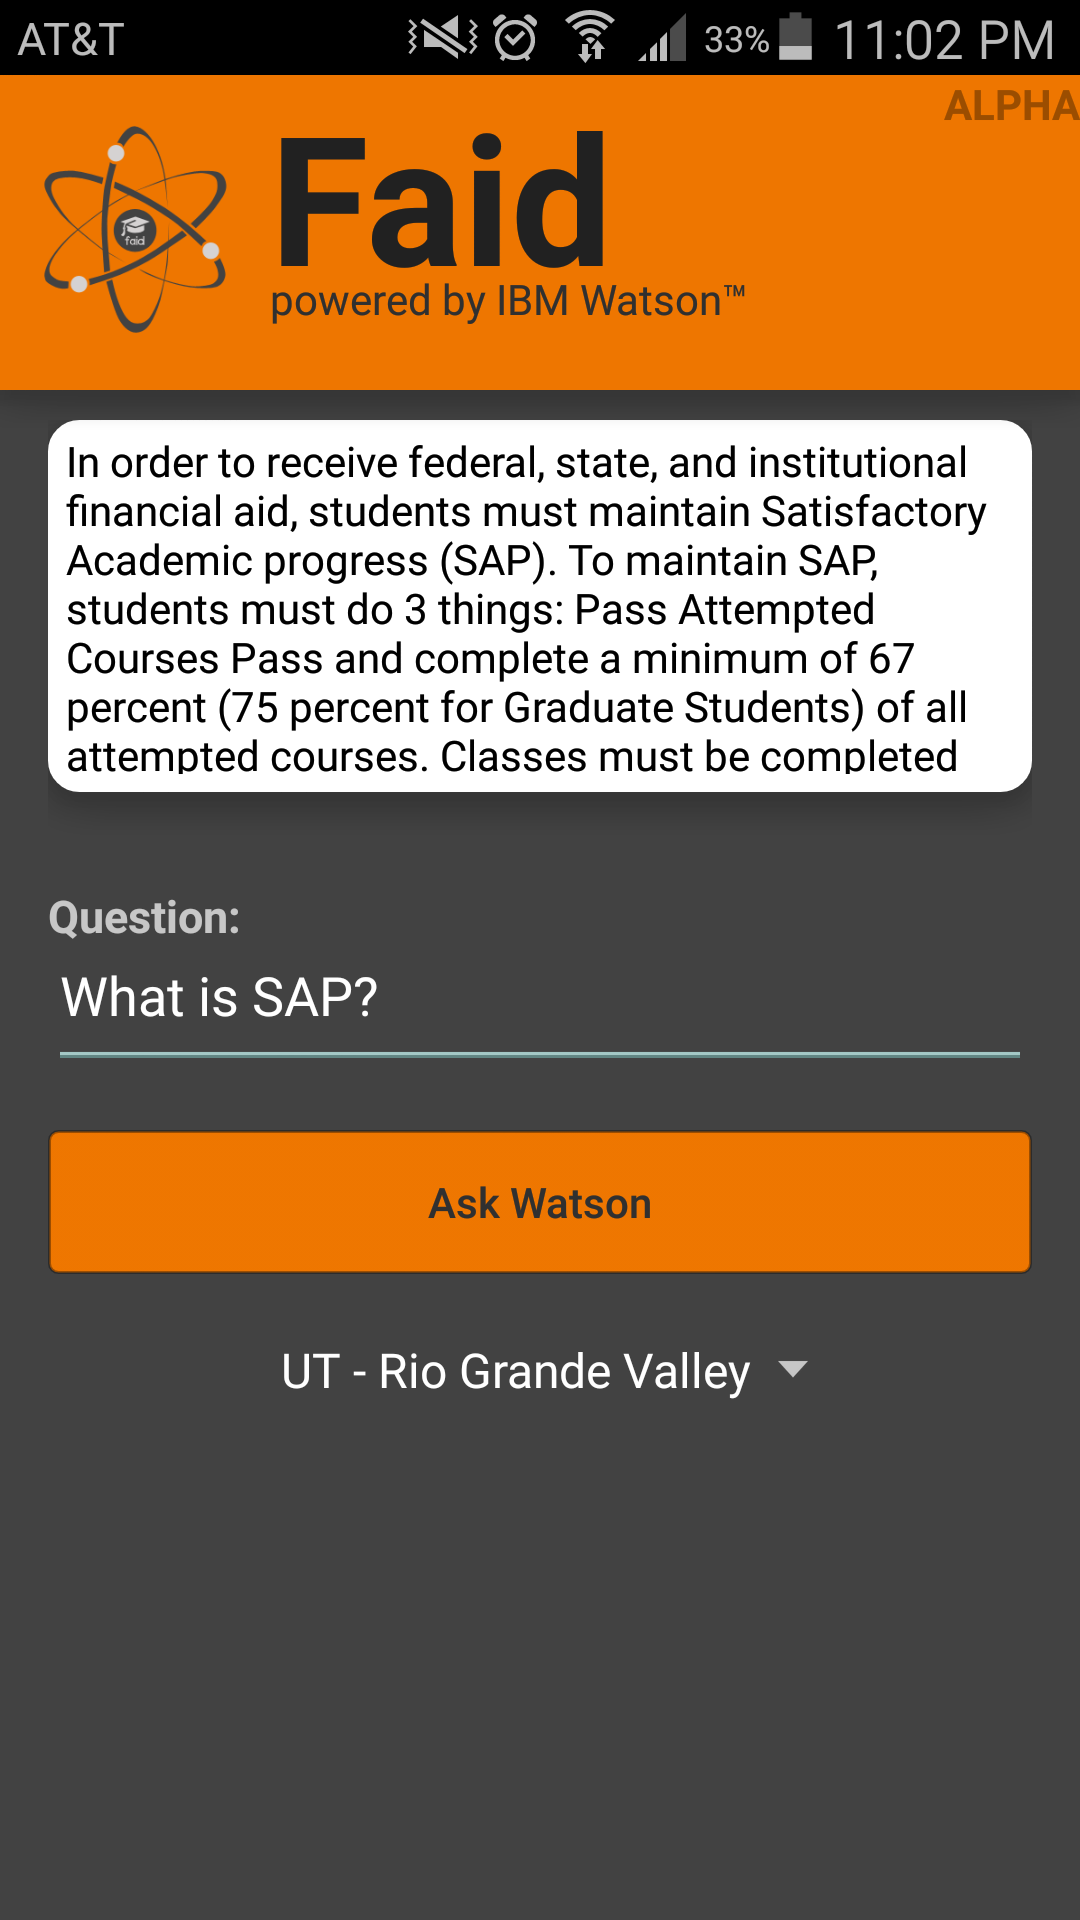 AT&T 33% 11:02 PM
ALPHA
faid
Faid
powered by IBM Watson™
In order to receive federal, state, and institutional
financial aid, students must maintain Satisfactory
Academic progress (SAP). To maintain SAP,
students must do 3 things: Pass Attempted
Courses Pass and complete a minimum of 67
percent (75 percent for Graduate Students) of all
attempted courses. Classes must be completed
Question:
What is SAP?
Ask Watson
UT - Rio Grande Valley